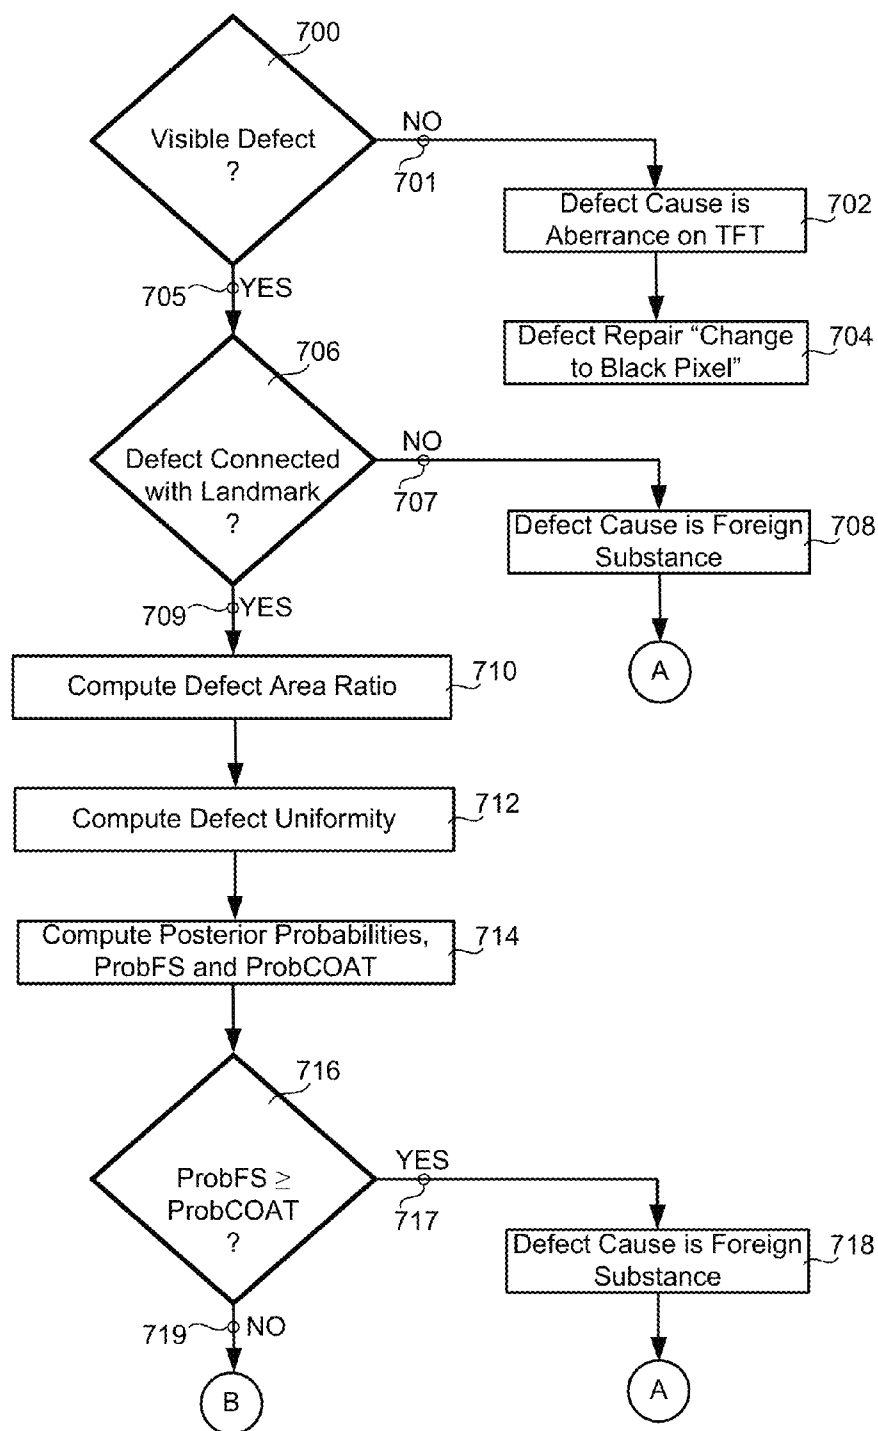 700
Visible Defect
?
NO
701
Defect Cause is
Aberrance on TFT
702
705
YES
Defect Repair “Change
to Black Pixel”
704
706
Defect Connected
with Landmark
?
NO
707
Defect Cause is Foreign
Substance
708
709
YES
A
Compute Defect Area Ratio
710
Compute Defect Uniformity
712
Compute Posterior Probabilities,
ProbFS and ProbCOAT
714
716
ProbFS ≥
ProbCOAT
?
YES
717
Defect Cause is Foreign
Substance
718
719
NO
B
A